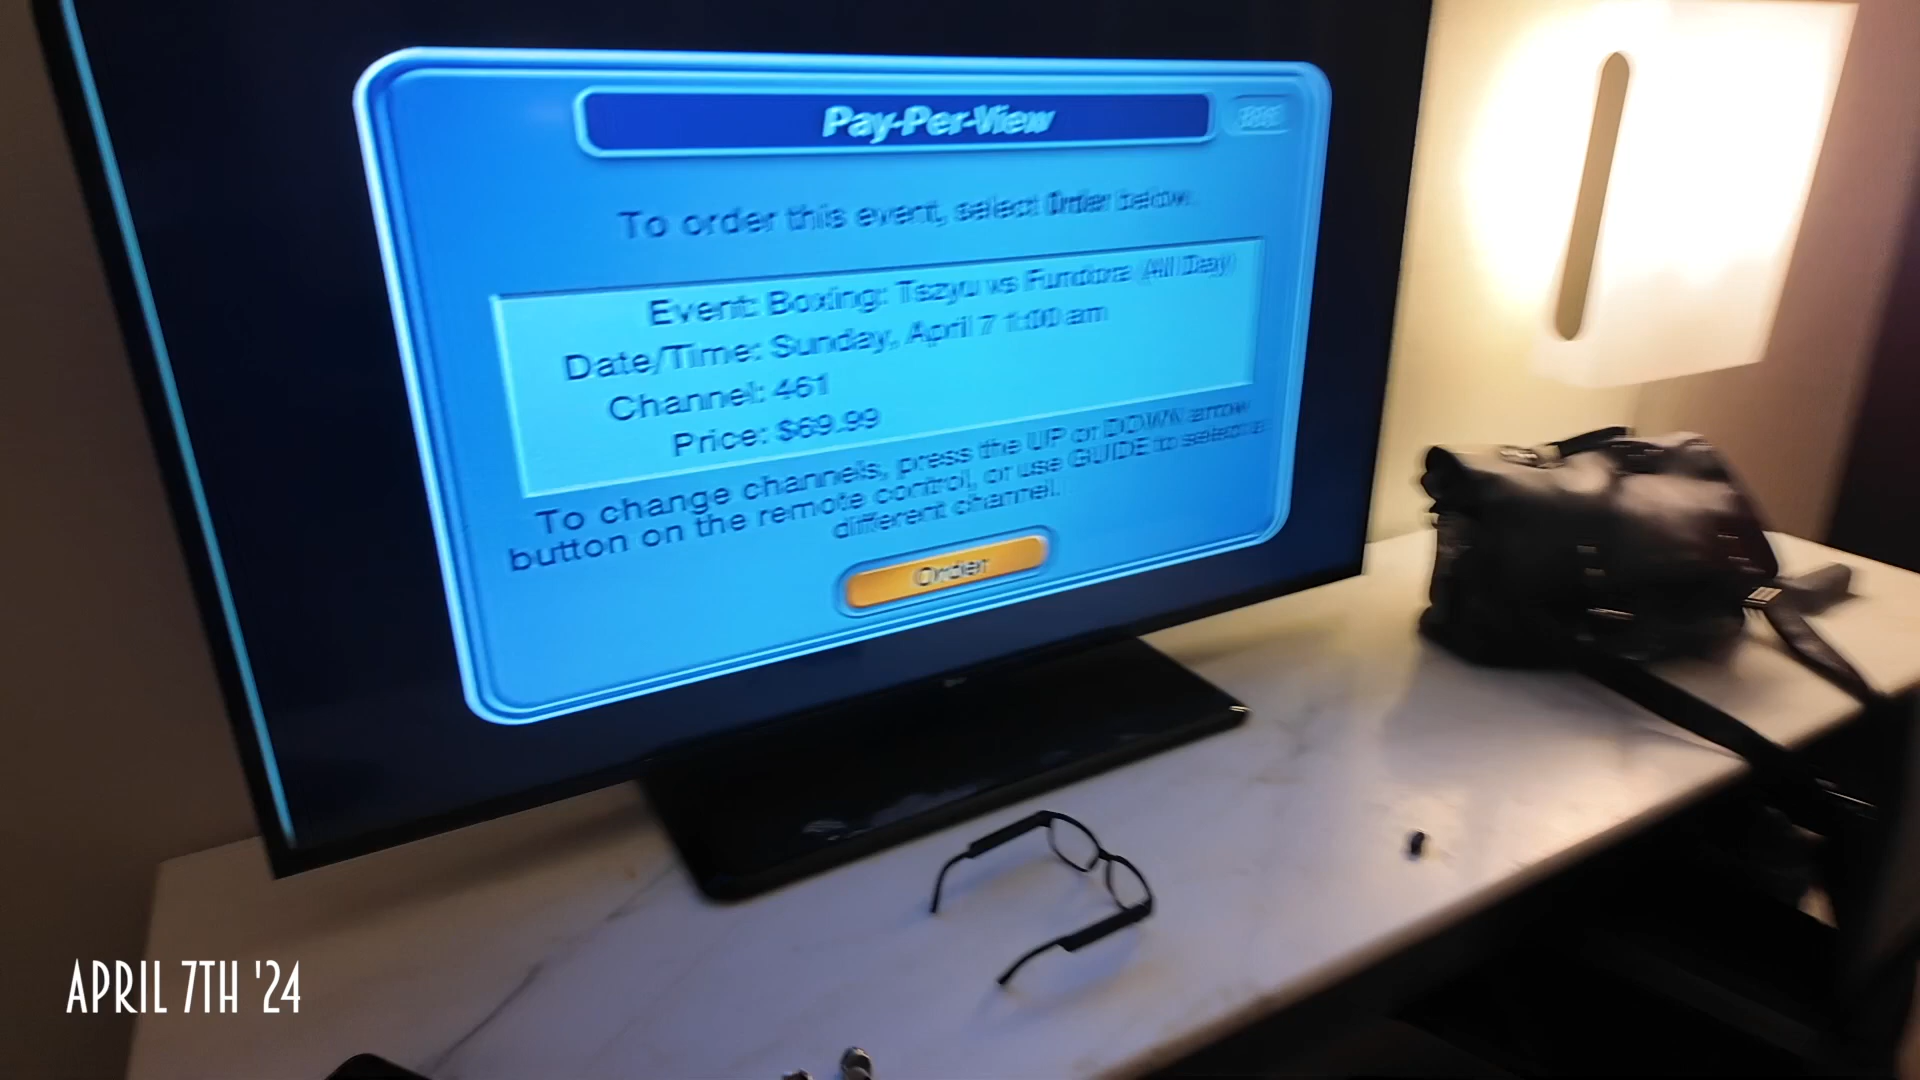 Pay-Per-View
To order this event, select Order below.
Event: Boxing: Tszyu vs Fundora (All Day)
Date/Time: Sunday, April 7 1:00 am
Channel: 461
Price: $69.99
To change channels, press the UP or DOWN arrow
button on the remote control, or use GUIDE to select a
different channel.
Order
APRIL 7TH '24